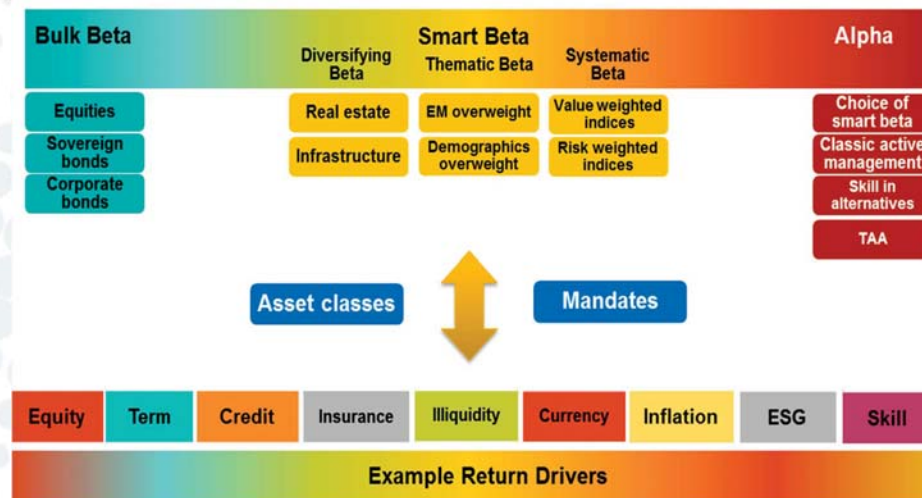 Bulk Beta
Smart Beta
Alpha
Diversifying
Beta
Thematic Beta
Systematic
Beta
Equities
Sovereign
bonds
Corporate
bonds
Real estate
Infrastructure
EM overweight
Demographics
overweight
Value weighted
indices
Risk weighted
indices
Choice of
smart beta
Classic active
management
Skill in
alternatives
TAA
Asset classes
Mandates
Equity
Term
Credit
Insurance
Illiquidity
Currency
Inflation
ESG
Skill
Example Return Drivers